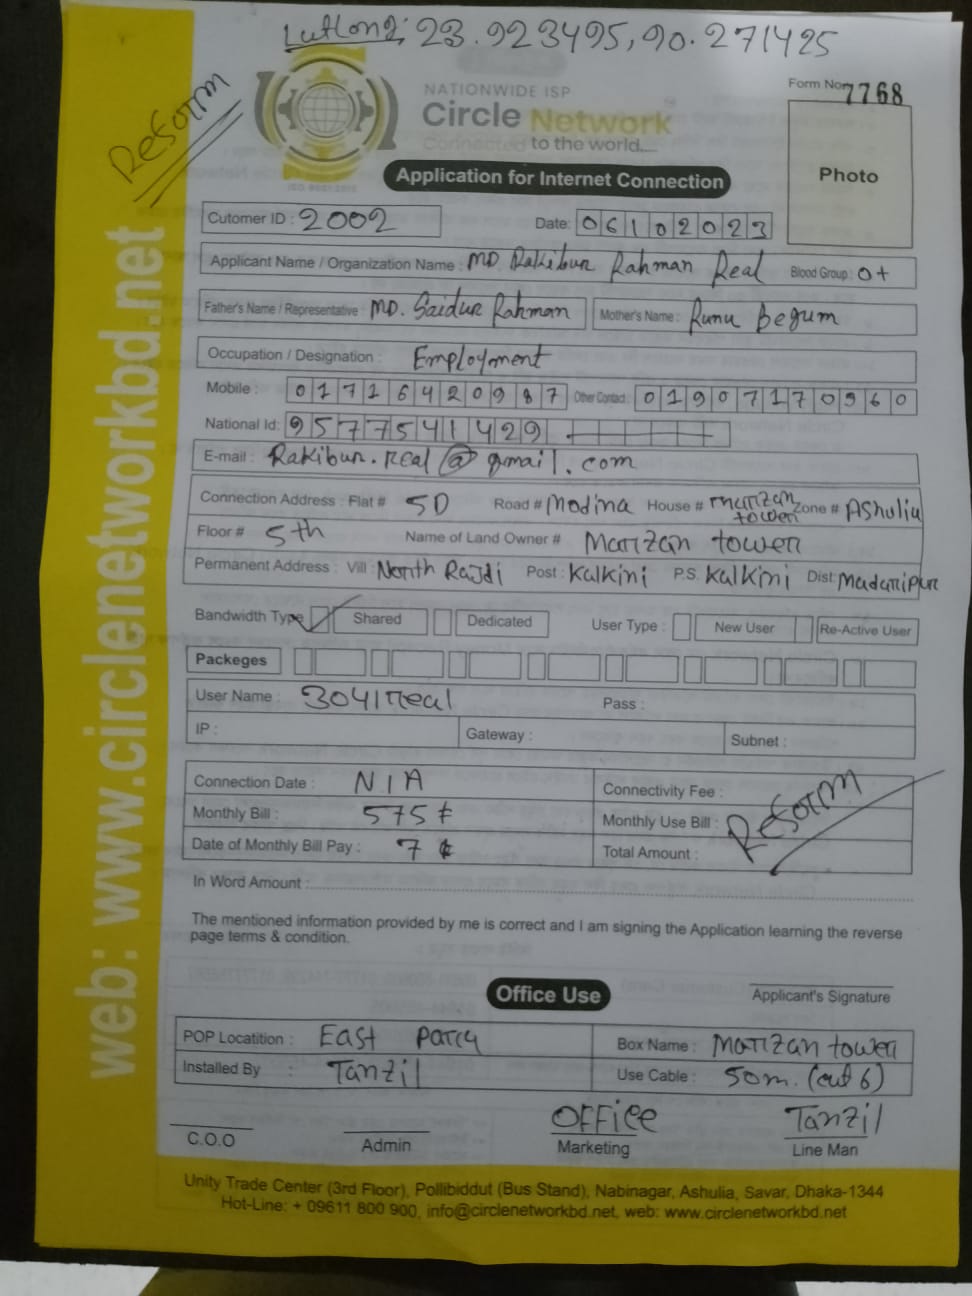 Lutlong: 23.923495, 90.271425
Reform
NATIONWIDE ISP
Circle Network
Connected to the world....
ISO 9001:2015
Form No. 7768
Photo
Application for Internet Connection
Cutomer ID : 2002
Date: 06102023
Applicant Name / Organization Name : MD Rakibur Rahman Real Blood Group: O+
Father's Name / Representative : MD. Saidur Rahman Mother's Name : Runu Begum
Occupation / Designation : Employment
Mobile : 01716420987 Other Contact : 01907170960
National Id: 9577541429
E-mail : Rakibur.real@gmail.com
Connection Address : Flat # 5D Road # Modina House # Marizan tower Zone # Ashulia
Floor # 5th Name of Land Owner # Marizan tower
Permanent Address : Vill: North Rajdi Post : Kalkini P.S. Kalkini Dist: Madaripur
Bandwidth Type Shared Dedicated User Type : New User Re-Active User
Packeges
User Name : 3041real Pass :
IP : Gateway : Subnet :
Connection Date : N/A Connectivity Fee :
Monthly Bill : 575 Monthly Use Bill :
Date of Monthly Bill Pay : 7 Total Amount :
Reform
In Word Amount :
The mentioned information provided by me is correct and I am signing the Application learning the reverse
page terms & condition.
Applicant's Signature
Office Use
POP Locatition : East Para Box Name : Marizan tower
Installed By : Tanzil Use Cable : 50m. (cat 6)
OFFice Tanzil
C.O.O Admin Marketing Line Man
Unity Trade Center (3rd Floor), Pollibiddut (Bus Stand), Nabinagar, Ashulia, Savar, Dhaka-1344
Hot-Line: + 09611 800 900, info@circlenetworkbd.net, web: www.circlenetworkbd.net
web: www.circlenetworkbd.net